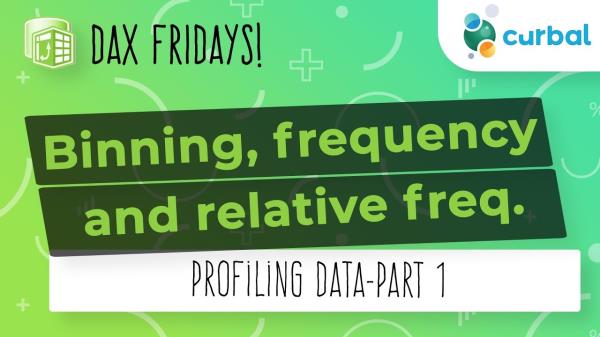 DAX FRIDAYS!
curbal
Binning, frequency
and relative freq.
PROFILING DATA-PART 1